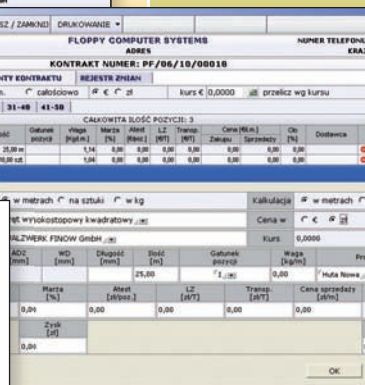 SZ / ZAMKNIJ DRUKOWANIE
FLOPPY COMPUTER SYSTEMS NUMER TELEFONU
ADRES KRAJ
KONTRAKT NUMER: PF/06/10/00018
NTY KONTRAKTU REJESTR ZMIAN
całościowo € zł kurs € 0,0000 przelicz wg kursu
31-40 41-50
CAŁKOWITA ILOŚĆ POZYCJI: 3
Gatunek pozycji Waga [Kg/m.] Marża [%] Atest LZ Transp. Cena Zakupu Sprzedaży Ob [%] Dostawca
25,00 m 1,14 0,00 0,00 0,00 0,00 0,00 0,00 0,00
10,00 szt. 1,04 0,00 0,00 0,00 0,00 0,00 0,00 0,00
w metrach na sztuki w kg Kalkulacja w metrach
wysokostopowy kwadratowy Cena w € zł
WALZWERK FINOW GmbH Kurs 0,0000
WD [mm] Długość [mm] Ilość [m] Gatunek pozycji Waga [kg/m]
25,00 1 0,00 Huta Nowa
Marża [%] Atest [zł/poz.] LZ [zł/T] Transp. [zł/T] Cena sprzedaży [zł/m]
0,00 0,00 0,00 0,00
Zysk [zł]
OK